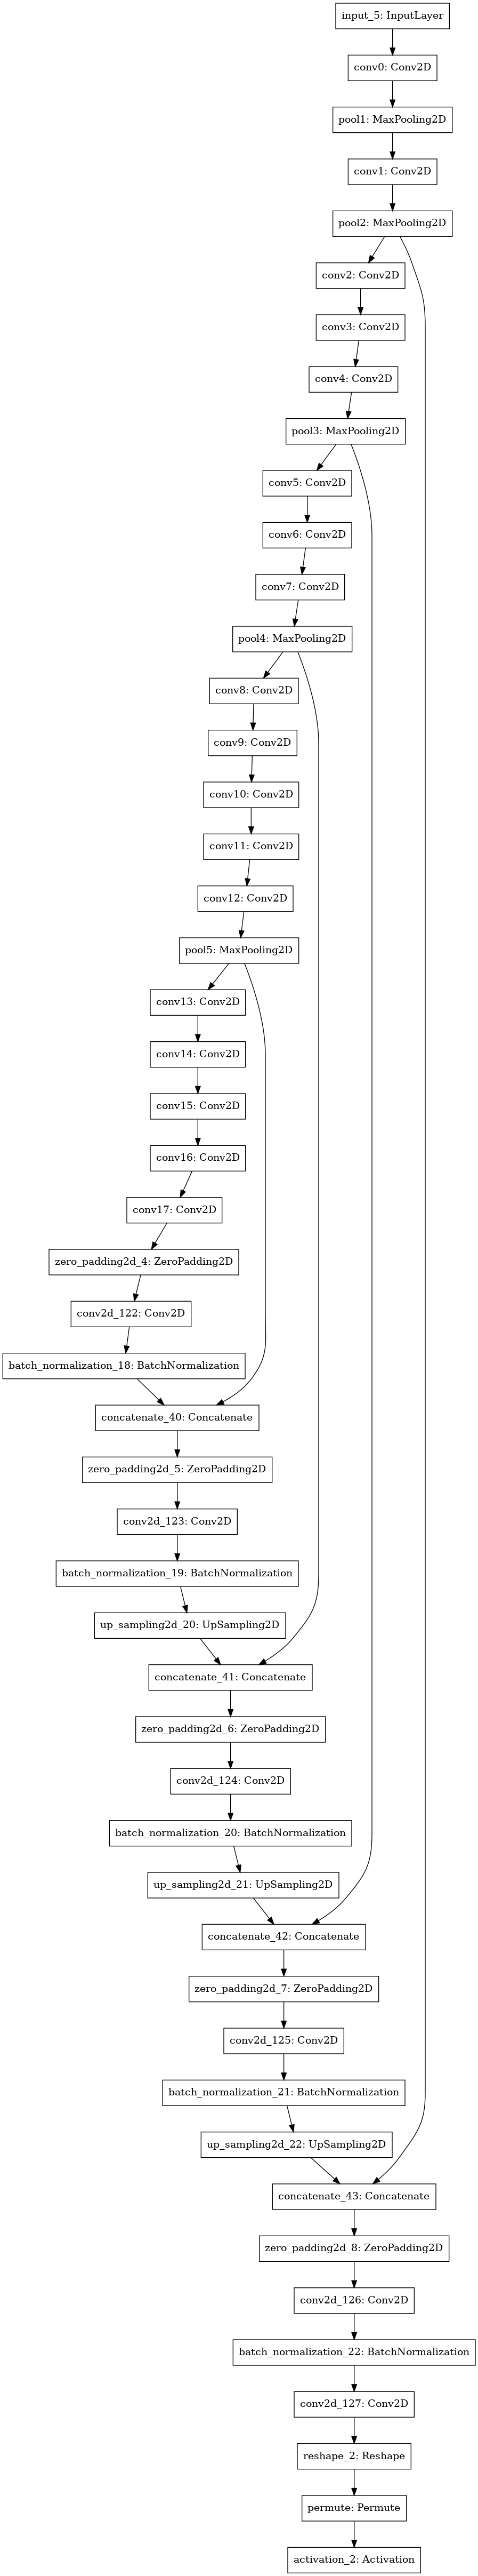 input_5: InputLayer
conv0: Conv2D
pool1: MaxPooling2D
conv1: Conv2D
pool2: MaxPooling2D
conv2: Conv2D
conv3: Conv2D
conv4: Conv2D
pool3: MaxPooling2D
conv5: Conv2D
conv6: Conv2D
conv7: Conv2D
pool4: MaxPooling2D
conv8: Conv2D
conv9: Conv2D
conv10: Conv2D
conv11: Conv2D
conv12: Conv2D
pool5: MaxPooling2D
conv13: Conv2D
conv14: Conv2D
conv15: Conv2D
conv16: Conv2D
conv17: Conv2D
zero_padding2d_4: ZeroPadding2D
conv2d_122: Conv2D
batch_normalization_18: BatchNormalization
concatenate_40: Concatenate
zero_padding2d_5: ZeroPadding2D
conv2d_123: Conv2D
batch_normalization_19: BatchNormalization
up_sampling2d_20: UpSampling2D
concatenate_41: Concatenate
zero_padding2d_6: ZeroPadding2D
conv2d_124: Conv2D
batch_normalization_20: BatchNormalization
up_sampling2d_21: UpSampling2D
concatenate_42: Concatenate
zero_padding2d_7: ZeroPadding2D
conv2d_125: Conv2D
batch_normalization_21: BatchNormalization
up_sampling2d_22: UpSampling2D
concatenate_43: Concatenate
zero_padding2d_8: ZeroPadding2D
conv2d_126: Conv2D
batch_normalization_22: BatchNormalization
conv2d_127: Conv2D
reshape_2: Reshape
permute: Permute
activation_2: Activation